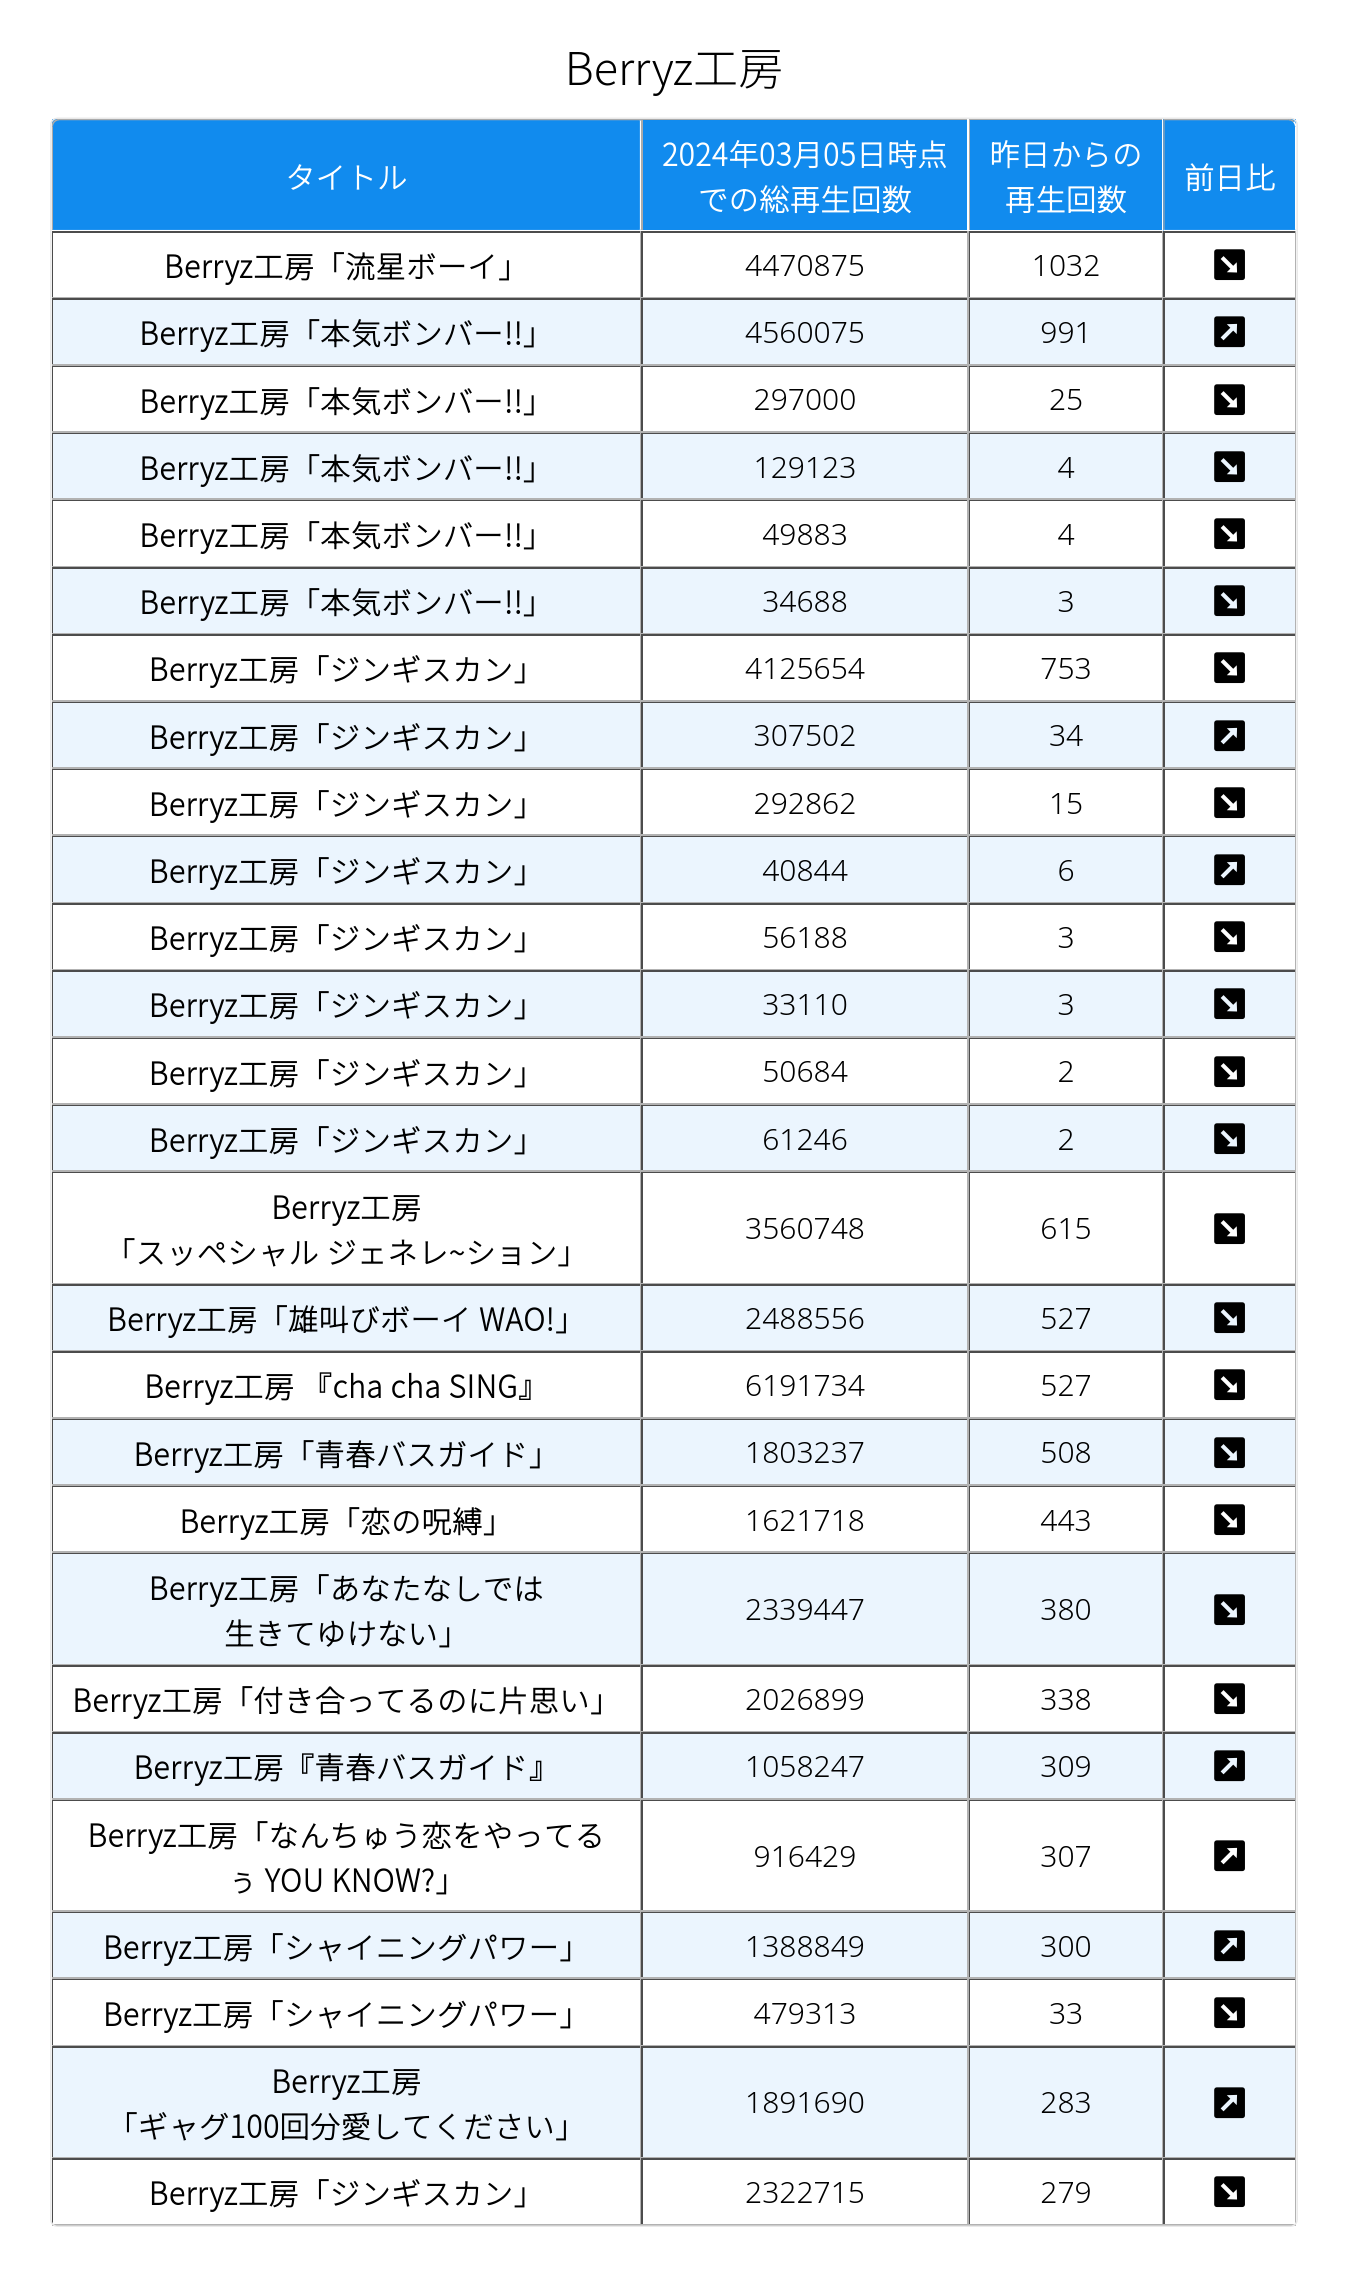 Berryz工房
タイトル
2024年03月05日時点
での総再生回数
昨日からの
再生回数
前日比
Berryz工房「流星ボーイ」 4470875 1032 ↘
Berryz工房「本気ボンバー!!」 4560075 991 ↗
Berryz工房「本気ボンバー!!」 297000 25 ↘
Berryz工房「本気ボンバー!!」 129123 4 ↘
Berryz工房「本気ボンバー!!」 49883 4 ↘
Berryz工房「本気ボンバー!!」 34688 3 ↘
Berryz工房「ジンギスカン」 4125654 753 ↘
Berryz工房「ジンギスカン」 307502 34 ↗
Berryz工房「ジンギスカン」 292862 15 ↘
Berryz工房「ジンギスカン」 40844 6 ↗
Berryz工房「ジンギスカン」 56188 3 ↘
Berryz工房「ジンギスカン」 33110 3 ↘
Berryz工房「ジンギスカン」 50684 2 ↘
Berryz工房「ジンギスカン」 61246 2 ↘
Berryz工房
「スッペシャル ジェネレ~ション」 3560748 615 ↘
Berryz工房「雄叫びボーイ WAO!」 2488556 527 ↘
Berryz工房 『cha cha SING』 6191734 527 ↘
Berryz工房「青春バスガイド」 1803237 508 ↘
Berryz工房「恋の呪縛」 1621718 443 ↘
Berryz工房「あなたなしでは
生きてゆけない」 2339447 380 ↘
Berryz工房「付き合ってるのに片思い」 2026899 338 ↘
Berryz工房『青春バスガイド』 1058247 309 ↗
Berryz工房「なんちゅう恋をやってる
ぅ YOU KNOW?」 916429 307 ↗
Berryz工房「シャイニングパワー」 1388849 300 ↗
Berryz工房「シャイニングパワー」 479313 33 ↘
Berryz工房
「ギャグ100回分愛してください」 1891690 283 ↗
Berryz工房「ジンギスカン」 2322715 279 ↘